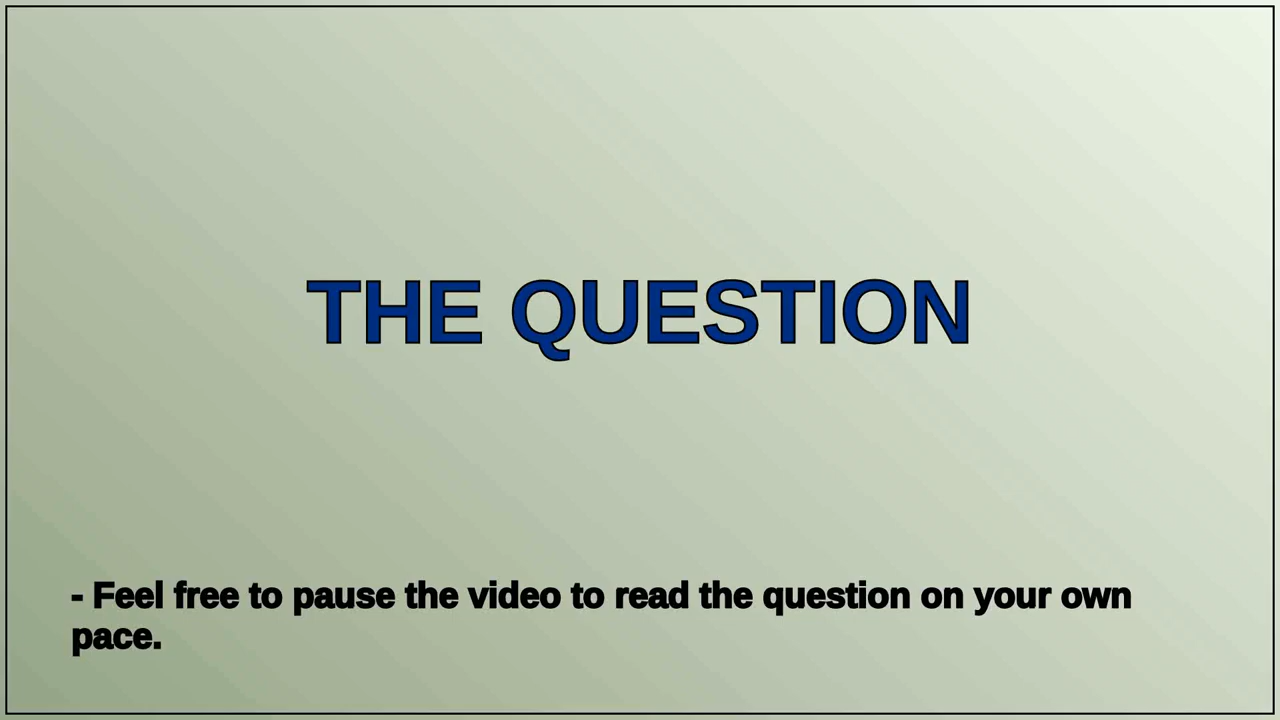 THE QUESTION
- Feel free to pause the video to read the question on your own
pace.